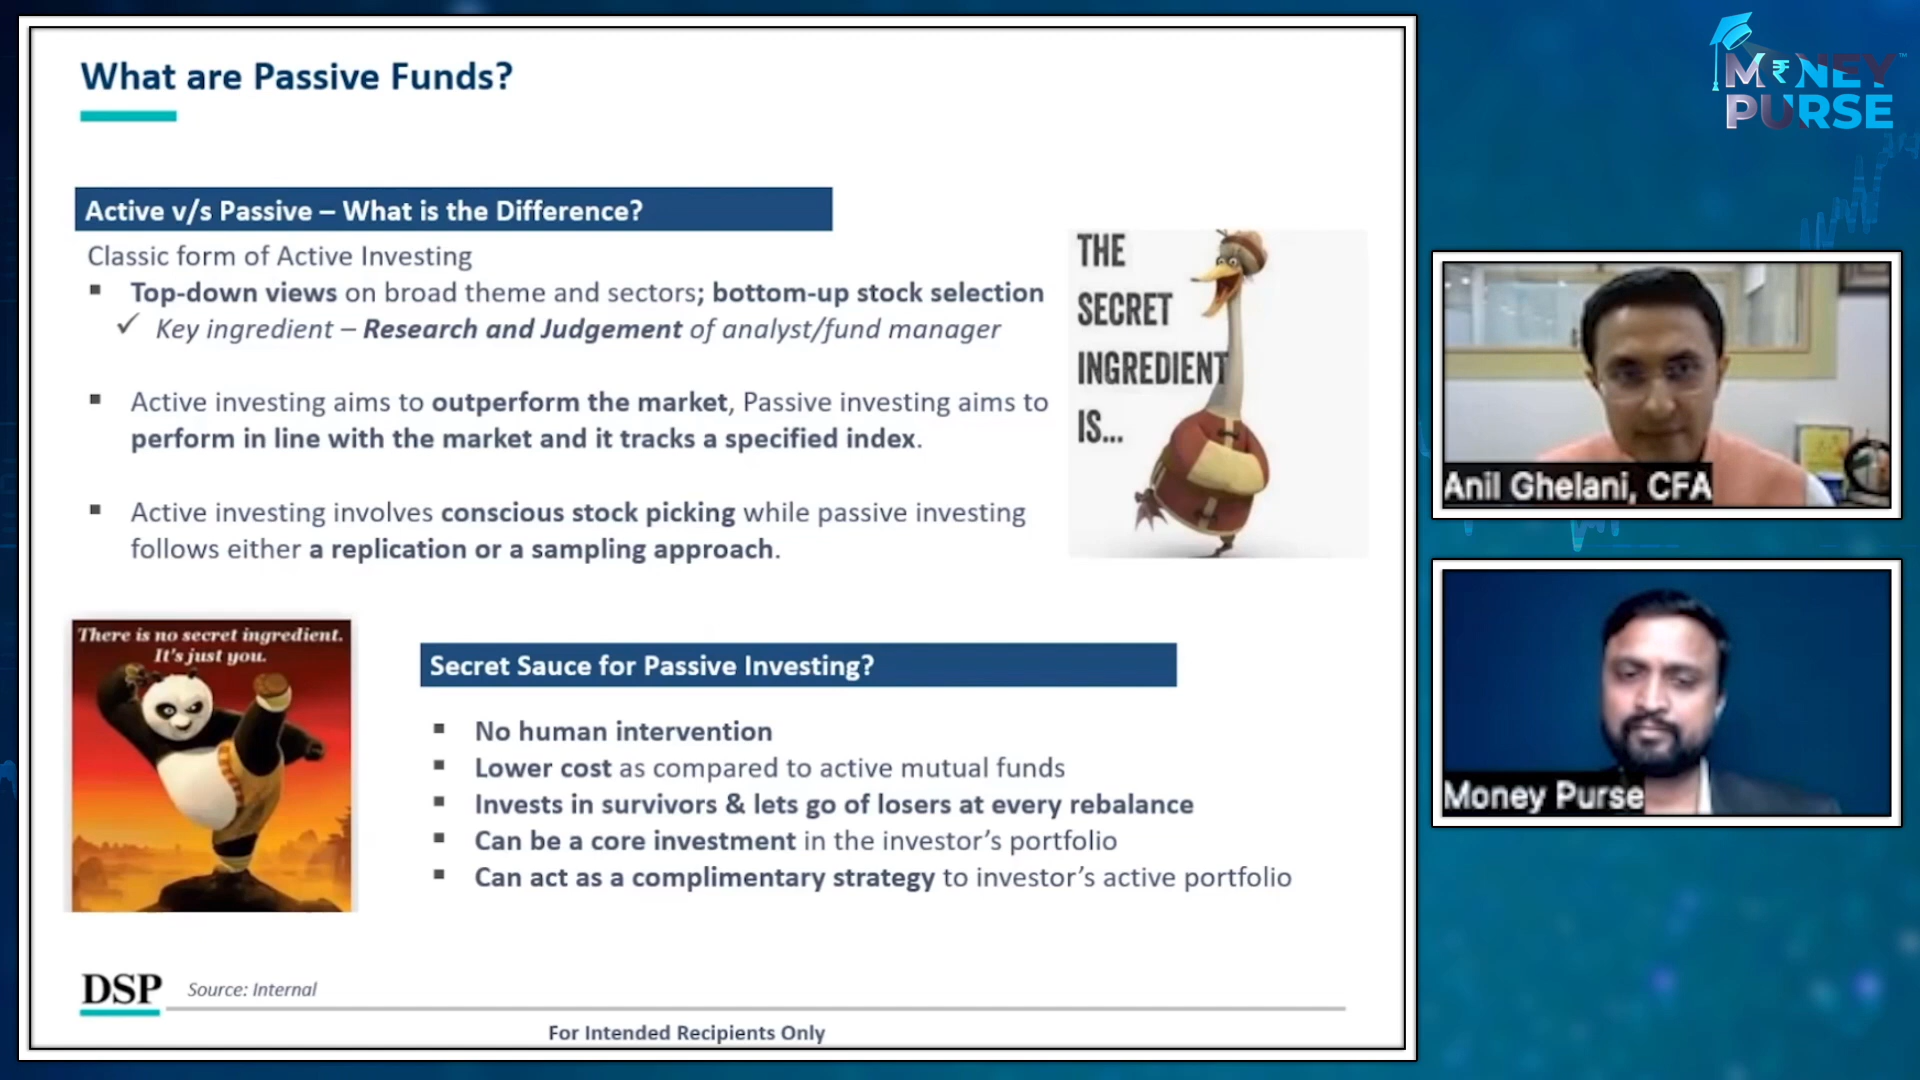 What are Passive Funds?
Active v/s Passive – What is the Difference?
Classic form of Active Investing
▪ Top-down views on broad theme and sectors; bottom-up stock selection
✓ Key ingredient – Research and Judgement of analyst/fund manager
▪ Active investing aims to outperform the market, Passive investing aims to
perform in line with the market and it tracks a specified index.
▪ Active investing involves conscious stock picking while passive investing
follows either a replication or a sampling approach.
THE
SECRET
INGREDIENT
IS...
There is no secret ingredient.
It's just you.
Secret Sauce for Passive Investing?
▪ No human intervention
▪ Lower cost as compared to active mutual funds
▪ Invests in survivors & lets go of losers at every rebalance
▪ Can be a core investment in the investor's portfolio
▪ Can act as a complimentary strategy to investor's active portfolio
DSP
Source: Internal
For Intended Recipients Only
M₹NEY™
PURSE
Anil Ghelani, CFA
Money Purse